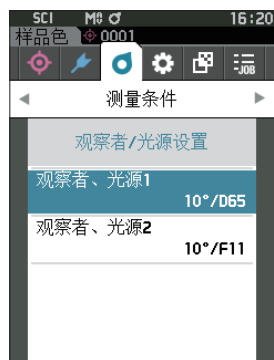 SCI M0 ♂ 16:20
样品色 0001
-JOB
测量条件
观察者/光源设置
观察者、光源1
10°/D65
观察者、光源2
10°/F11